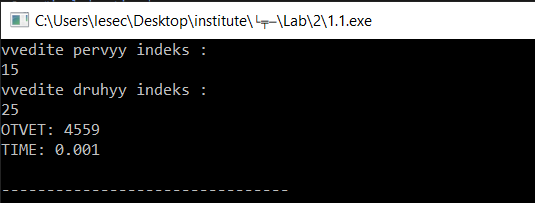 C:\Users\lesec\Desktop\institute\└╤─\Lab\2\1.1.exe
vvedite pervyy indeks :
15
vvedite druhyy indeks :
25
OTVET: 4559
TIME: 0.001
--------------------------------